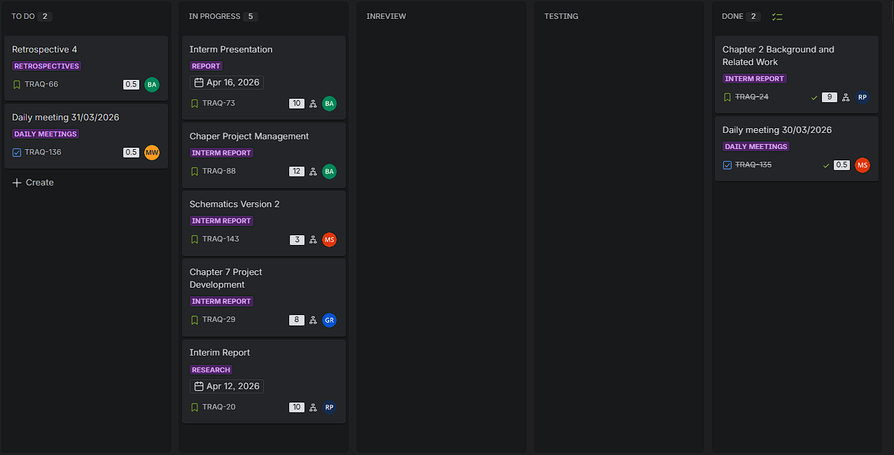 TO DO 2
Retrospective 4
RETROSPECTIVES
TRAQ-66 0.5 BA
Daily meeting 31/03/2026
DAILY MEETINGS
TRAQ-136 0.5 MW
+ Create
IN PROGRESS 5
Interm Presentation
REPORT
Apr 16, 2026
TRAQ-73 10 BA
Chaper Project Management
INTERM REPORT
TRAQ-88 12 BA
Schematics Version 2
INTERM REPORT
TRAQ-143 3 MS
Chapter 7 Project
Development
INTERM REPORT
TRAQ-29 8 GR
Interim Report
RESEARCH
Apr 12, 2026
TRAQ-20 10 RP
INREVIEW
TESTING
DONE 2
Chapter 2 Background and
Related Work
INTERM REPORT
TRAQ-24 9 RP
Daily meeting 30/03/2026
DAILY MEETINGS
TRAQ-135 0.5 MS